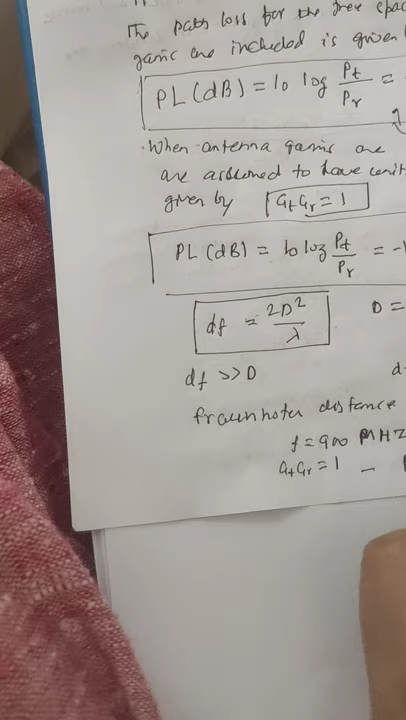 The path loss for the free spac
gains are included is given
PL(dB) = 10 log Pt/Pr =
When antenna gains are
are assumed to have unit
given by GtGr = 1
PL(dB) = 10 log Pt/Pr = -1
df = 2D²/λ D =
df >> D d
fraunhofer distance
f = 900 MHZ
GtGr = 1 -